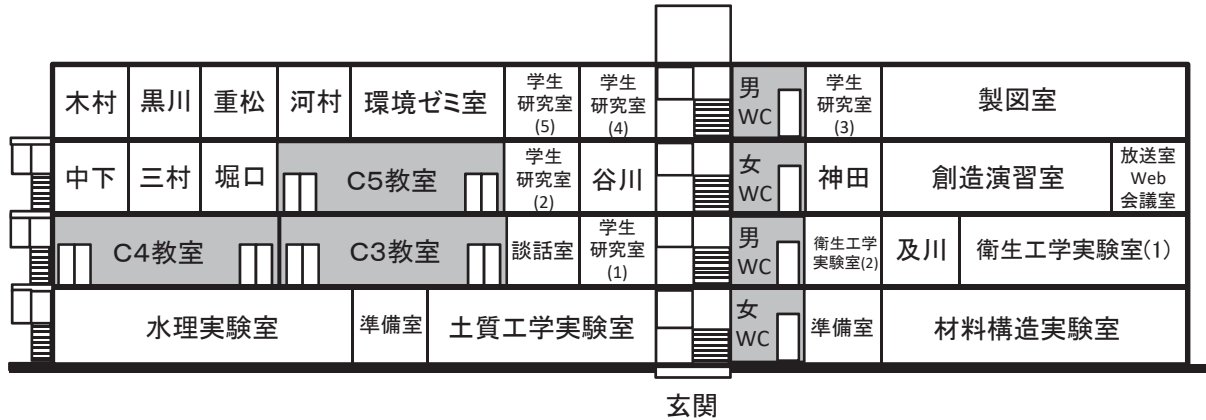 木村
黒川
重松
河村
環境ゼミ室
学生
研究室
(5)
学生
研究室
(4)
男
WC
学生
研究室
(3)
製図室
中下
三村
堀口
C5教室
学生
研究室
(2)
谷川
女
WC
神田
創造演習室
放送室
Web
会議室
C4教室
C3教室
談話室
学生
研究室
(1)
男
WC
衛生工学
実験室(2)
及川
衛生工学実験室(1)
水理実験室
準備室
土質工学実験室
女
WC
準備室
材料構造実験室
玄関